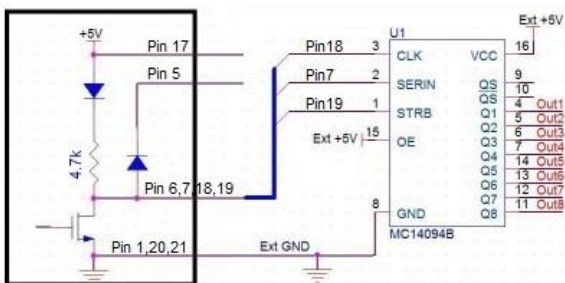 +5V
Pin 17
Pin 5
4.7k
Pin 6,7,18,19
Pin 1,20,21
Ext GND
Pin18
Pin7
Pin19
Ext +5V
U1
3 CLK
2 SERIN
1 STRB
15 OE
8 GND
VCC 16
QS 9
QS 10
Q1 4 Out1
Q2 5 Out2
Q3 6 Out3
Q4 7 Out4
Q5 14 Out5
Q6 13 Out6
Q7 12 Out7
Q8 11 Out8
MC14094B
Ext +5V